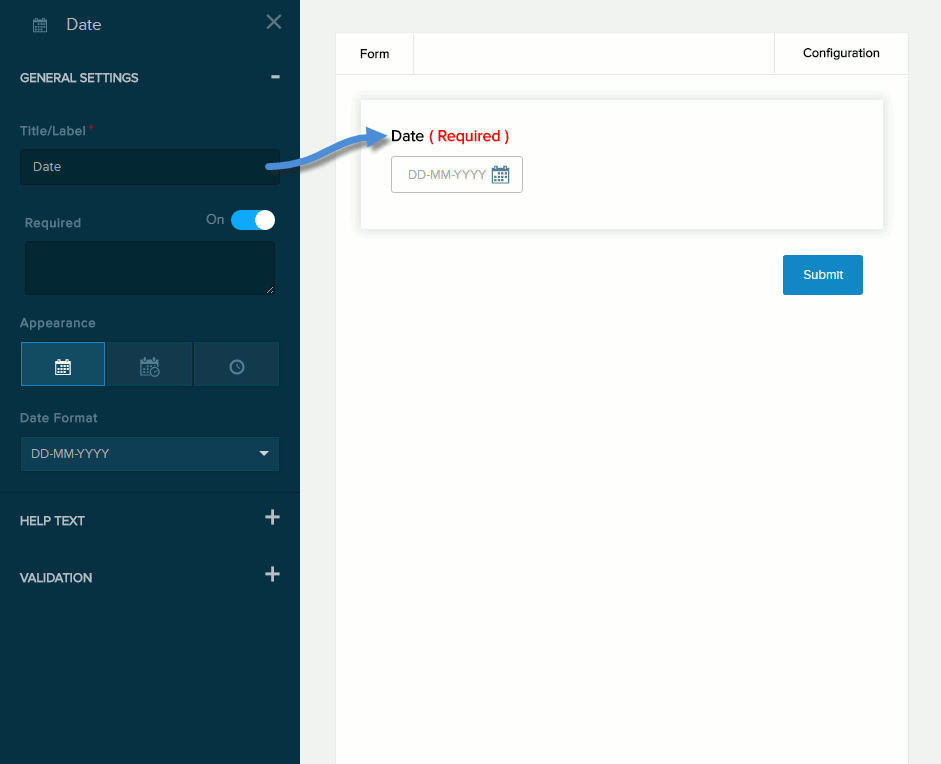 Date
GENERAL SETTINGS
Title/Label *
Date
Required
On
Appearance
Date Format
DD-MM-YYYY
HELP TEXT
VALIDATION
Form
Configuration
Date ( Required )
DD-MM-YYYY
Submit